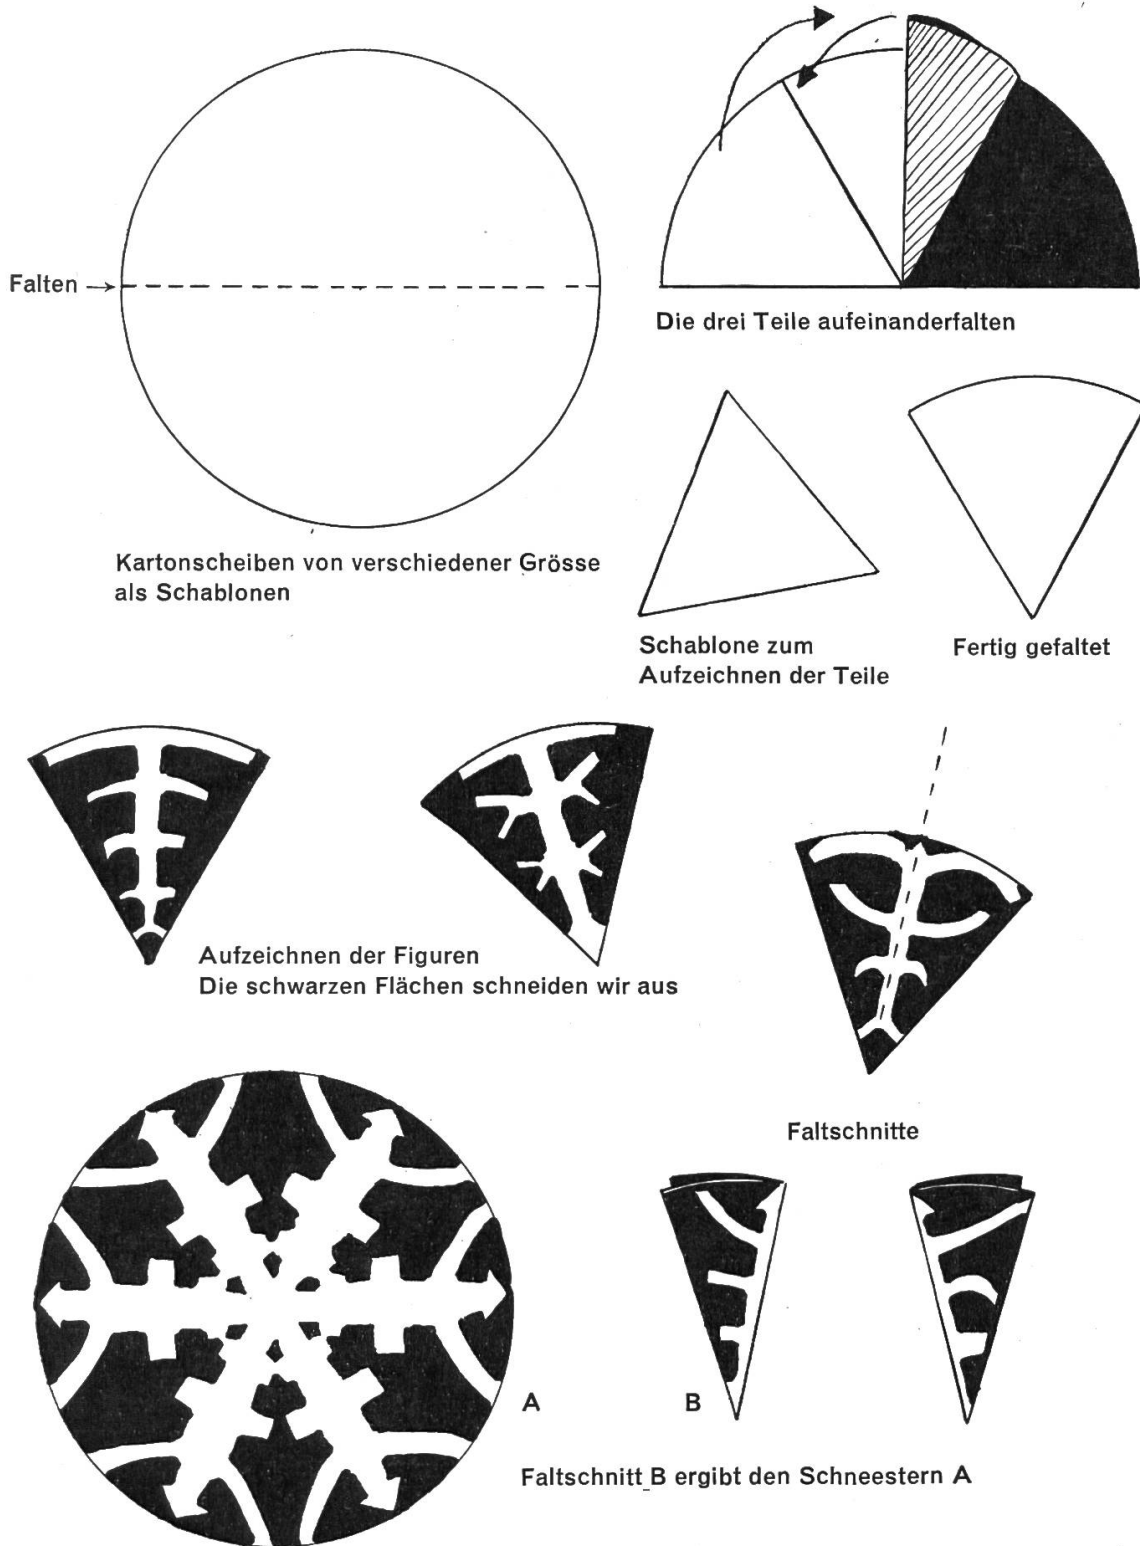 Falten
Die drei Teile aufeinanderfalten
Kartonscheiben von verschiedener Grösse
als Schablonen
Schablone zum
Aufzeichnen der Teile
Fertig gefaltet
Aufzeichnen der Figuren
Die schwarzen Flächen schneiden wir aus
Faltschnitte
A
B
Faltschnitt B ergibt den Schneestern A